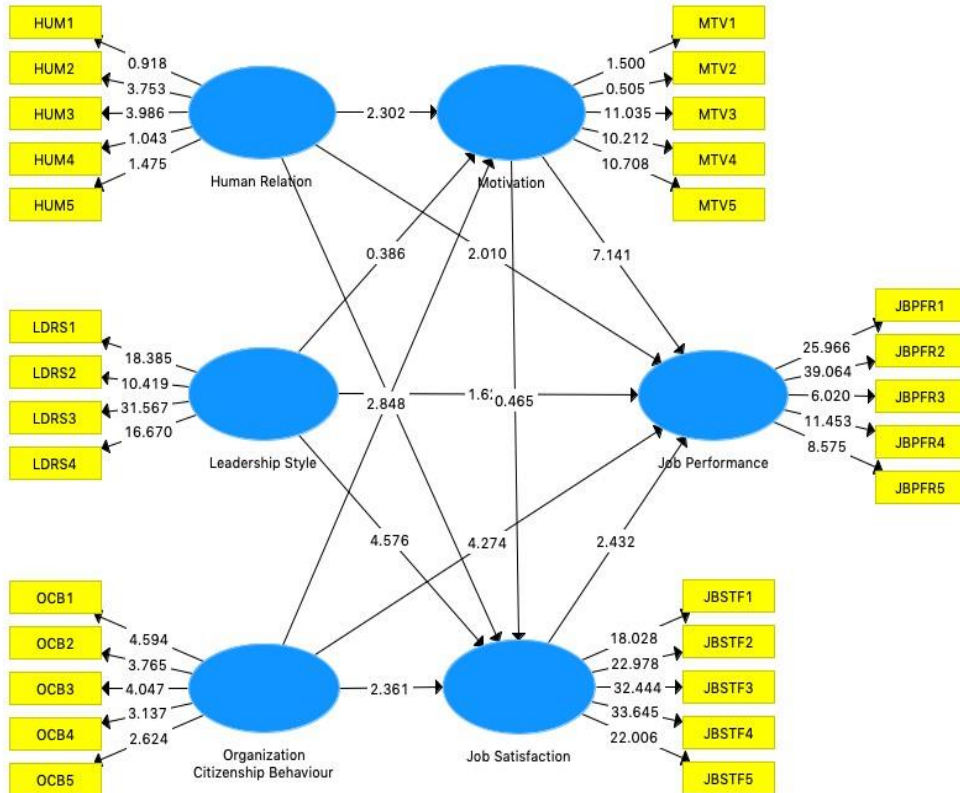 HUM1
HUM2
HUM3
HUM4
HUM5
0.918
3.753
3.986
1.043
1.475
Human Relation
2.302
MTV1
MTV2
MTV3
MTV4
MTV5
1.500
0.505
11.035
10.212
10.708
Motivation
0.386
2.010
7.141
LDRS1
LDRS2
LDRS3
LDRS4
18.385
10.419
31.567
16.670
Leadership Style
2.848
0.465
JBPFR1
JBPFR2
JBPFR3
JBPFR4
JBPFR5
25.966
39.064
6.020
11.453
8.575
Job Performance
4.576
4.274
2.432
OCB1
OCB2
OCB3
OCB4
OCB5
4.594
3.765
4.047
3.137
2.624
Organization
Citizenship Behaviour
2.361
JBSTF1
JBSTF2
JBSTF3
JBSTF4
JBSTF5
18.028
22.978
32.444
33.645
22.006
Job Satisfaction